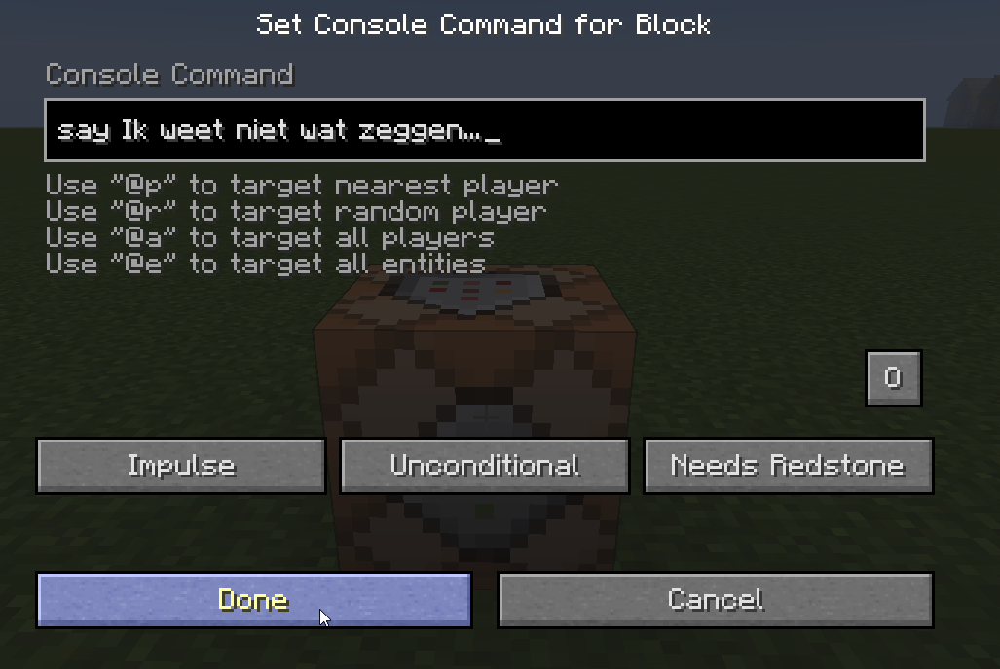 Set Console Command for Block
Console Command
say Ik weet niet wat zeggen..._
Use "@p" to target nearest player
Use "@r" to target random player
Use "@a" to target all players
Use "@e" to target all entities
O
Impulse Unconditional Needs Redstone
Done Cancel